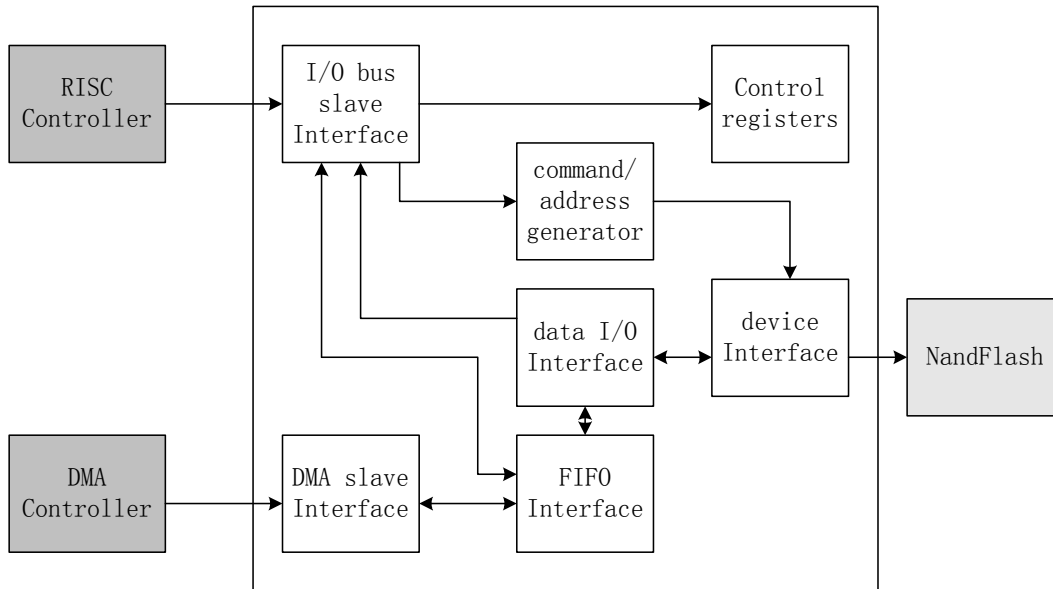 RISC
Controller
I/O bus
slave
Interface
Control
registers
command/
address
generator
data I/O
Interface
device
Interface
NandFlash
DMA
Controller
DMA slave
Interface
FIFO
Interface